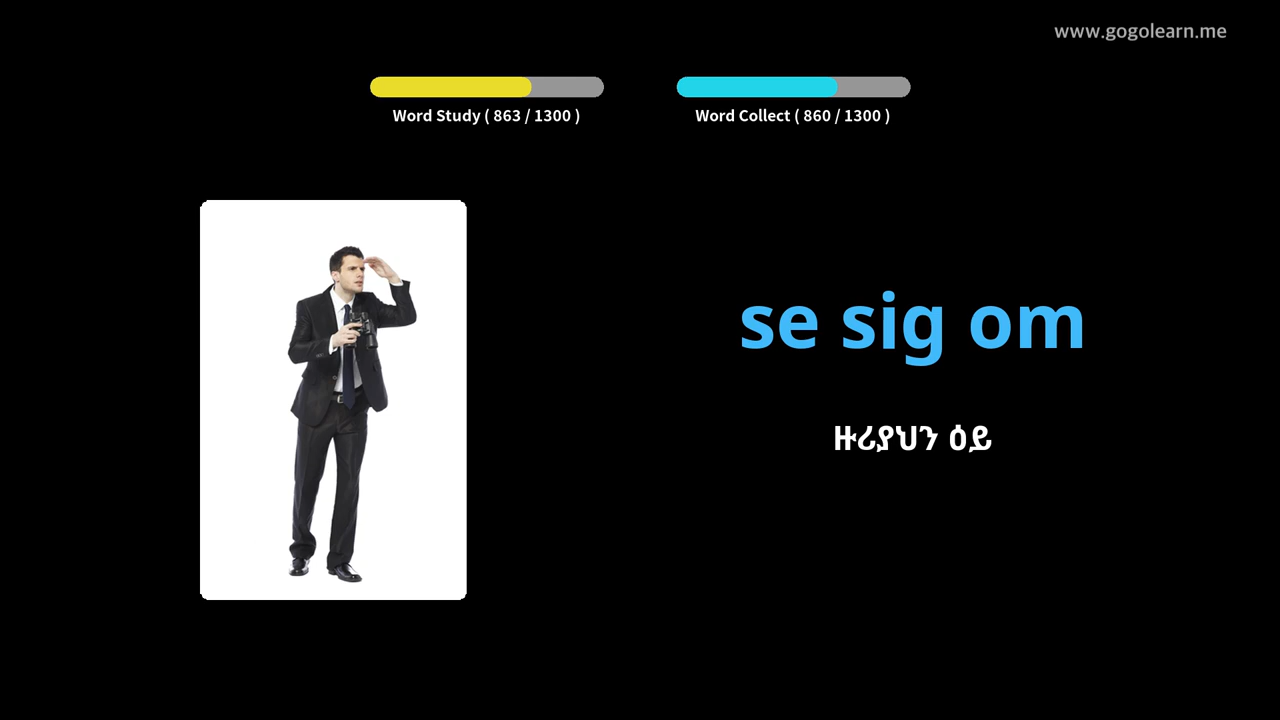 www.gogolearn.me
Word Study ( 863 / 1300 )
Word Collect ( 860 / 1300 )
se sig om
ዙሪያህን ዕይ